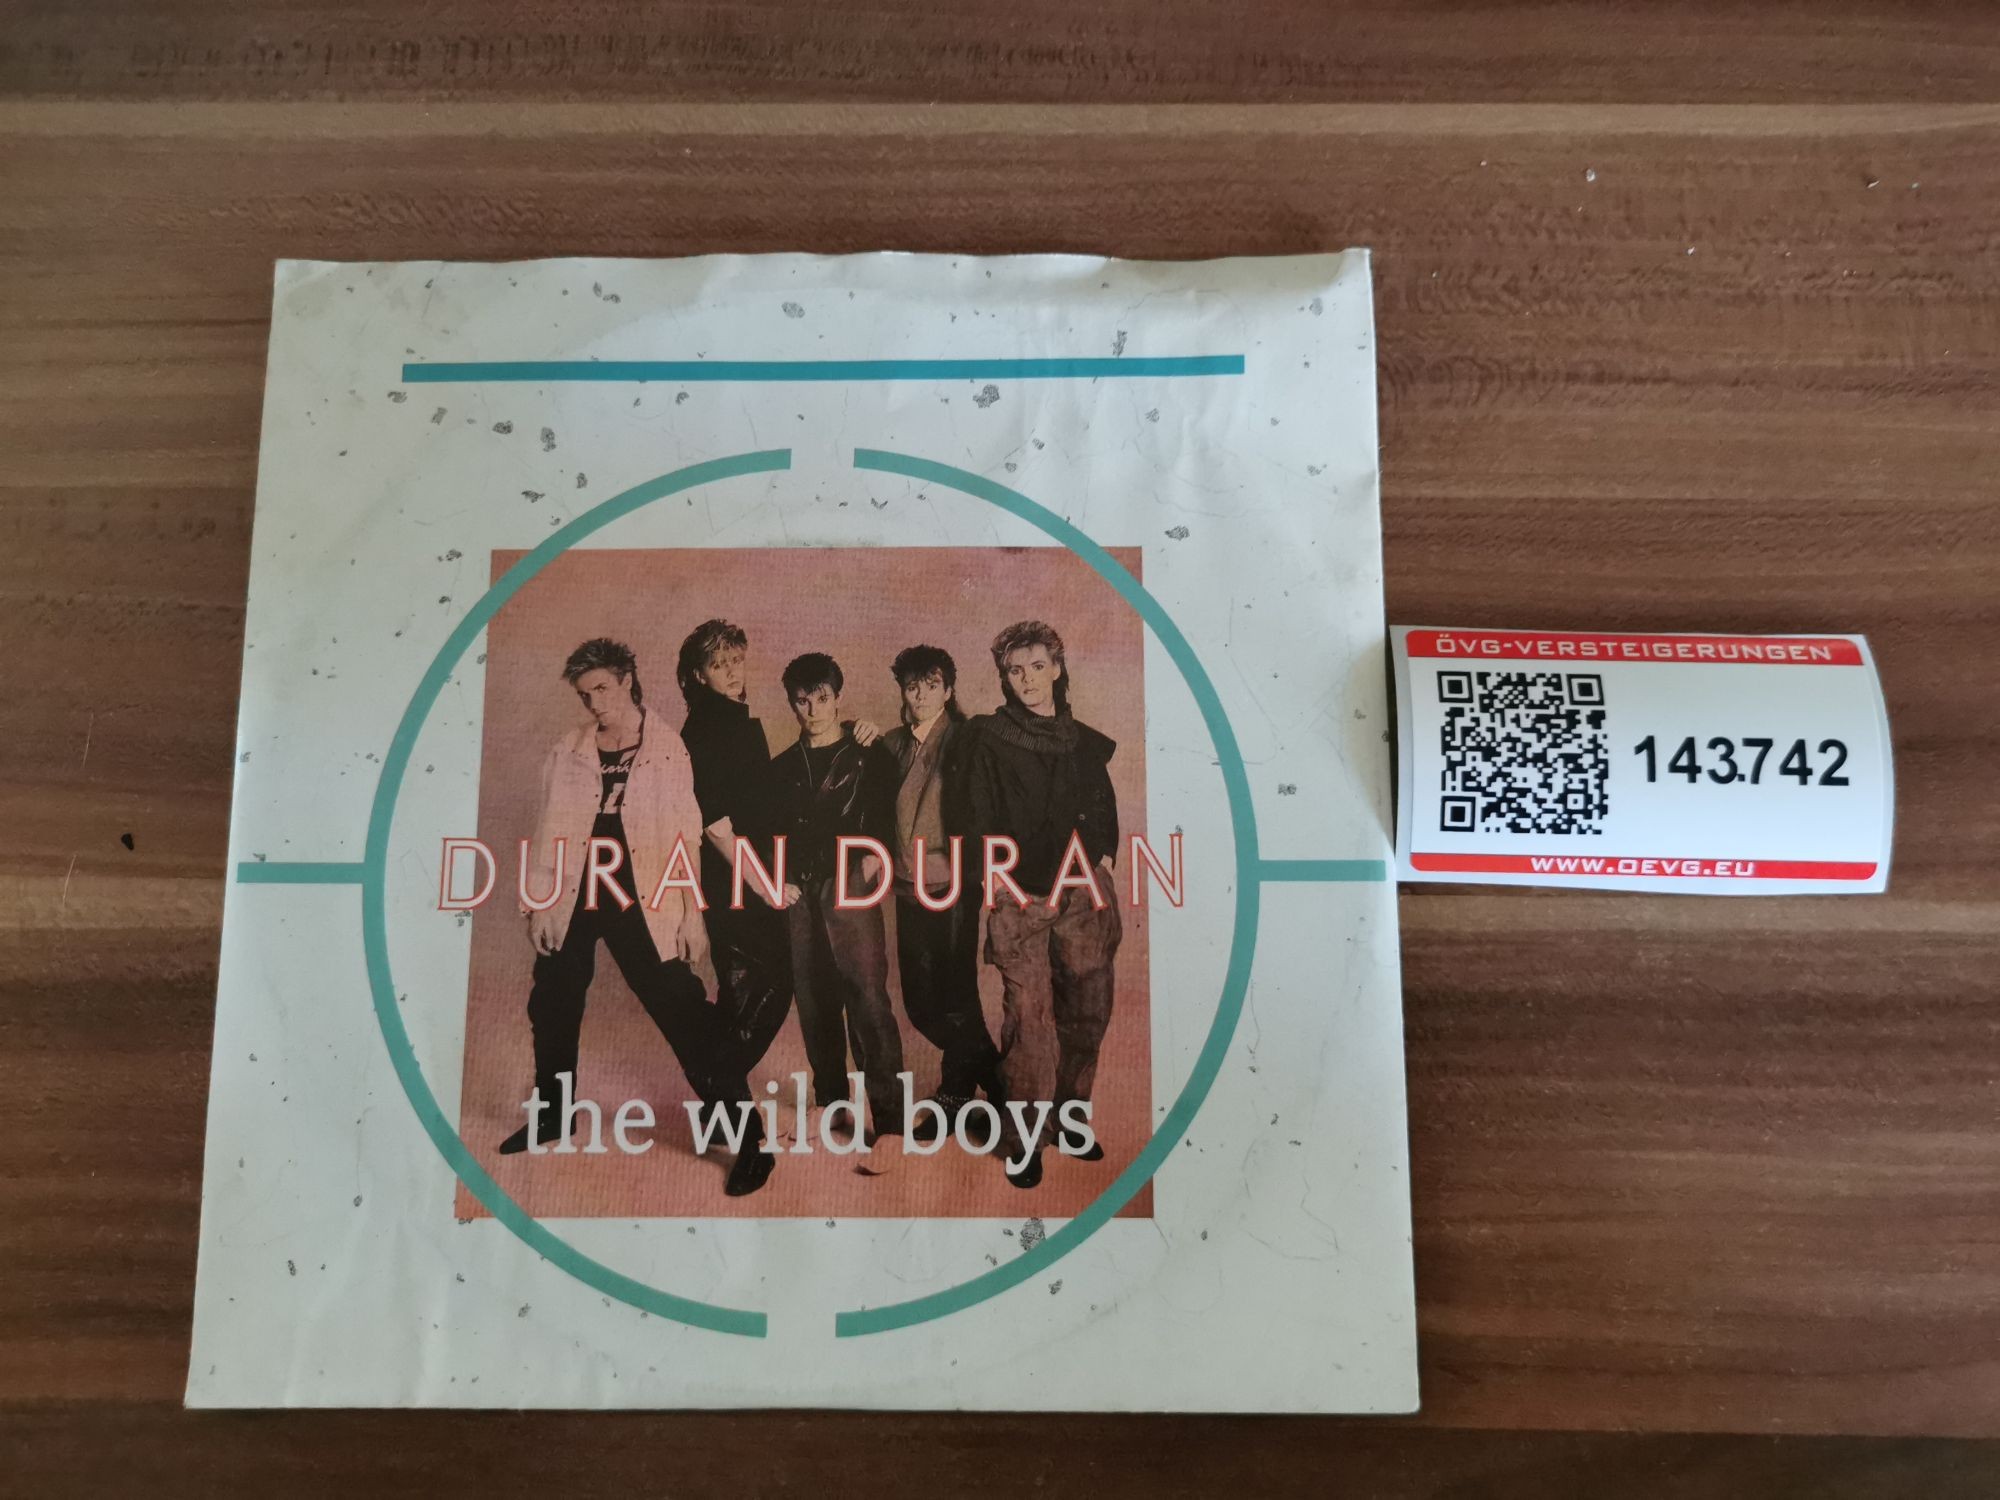 DURAN DURAN
the wild boys
ÖVG-VERSTEIGERUNGEN
143.742
WWW.OEVG.EU